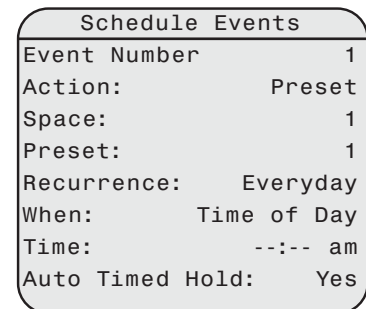 Schedule Events
Event Number 1
Action: Preset
Space: 1
Preset: 1
Recurrence: Everyday
When: Time of Day
Time: --:-- am
Auto Timed Hold: Yes